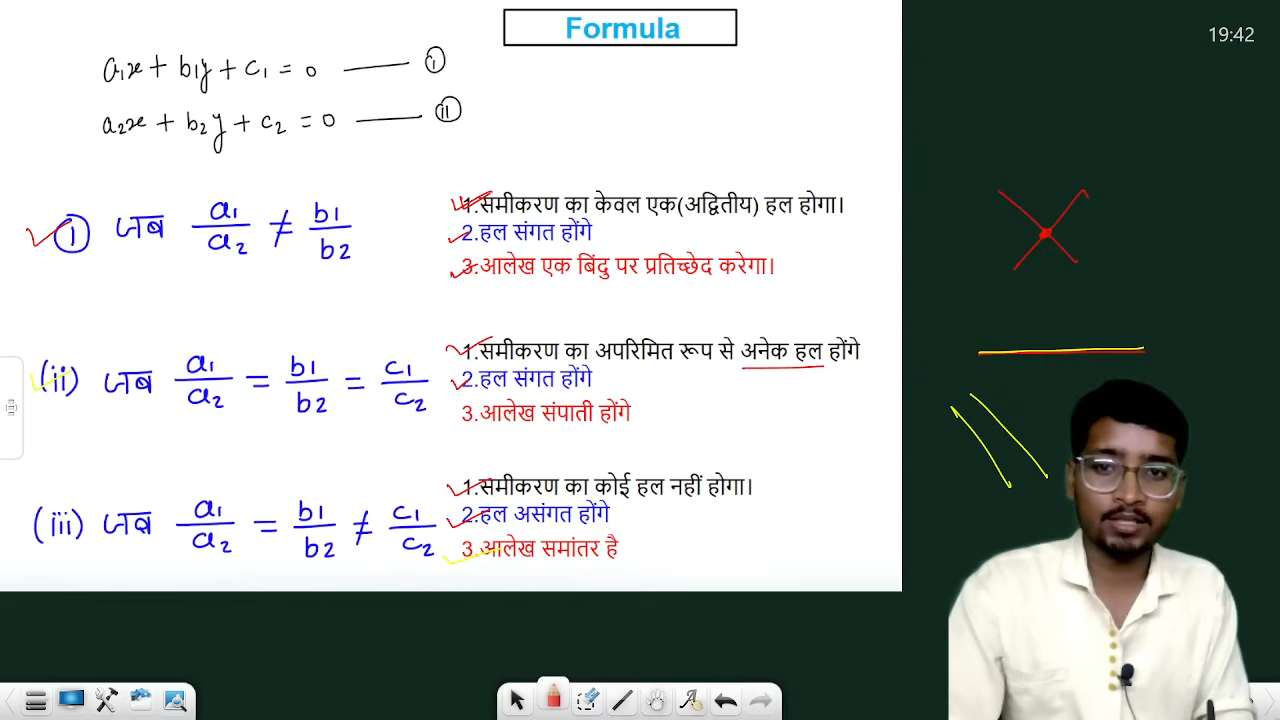 Formula
19:42
a₁x + b₁y + c₁ = 0 —— (i)
a₂x + b₂y + c₂ = 0 —— (ii)
(i) जब a₁/a₂ ≠ b₁/b₂
1.समीकरण का केवल एक(अद्वितीय) हल होगा।
2.हल संगत होंगे
3.आलेख एक बिंदु पर प्रतिच्छेद करेगा।
(ii) जब a₁/a₂ = b₁/b₂ = c₁/c₂
1.समीकरण का अपरिमित रूप से अनेक हल होंगे
2.हल संगत होंगे
3.आलेख संपाती होंगे
(iii) जब a₁/a₂ = b₁/b₂ ≠ c₁/c₂
1.समीकरण का कोई हल नहीं होगा।
2.हल असंगत होंगे
3.आलेख समांतर है